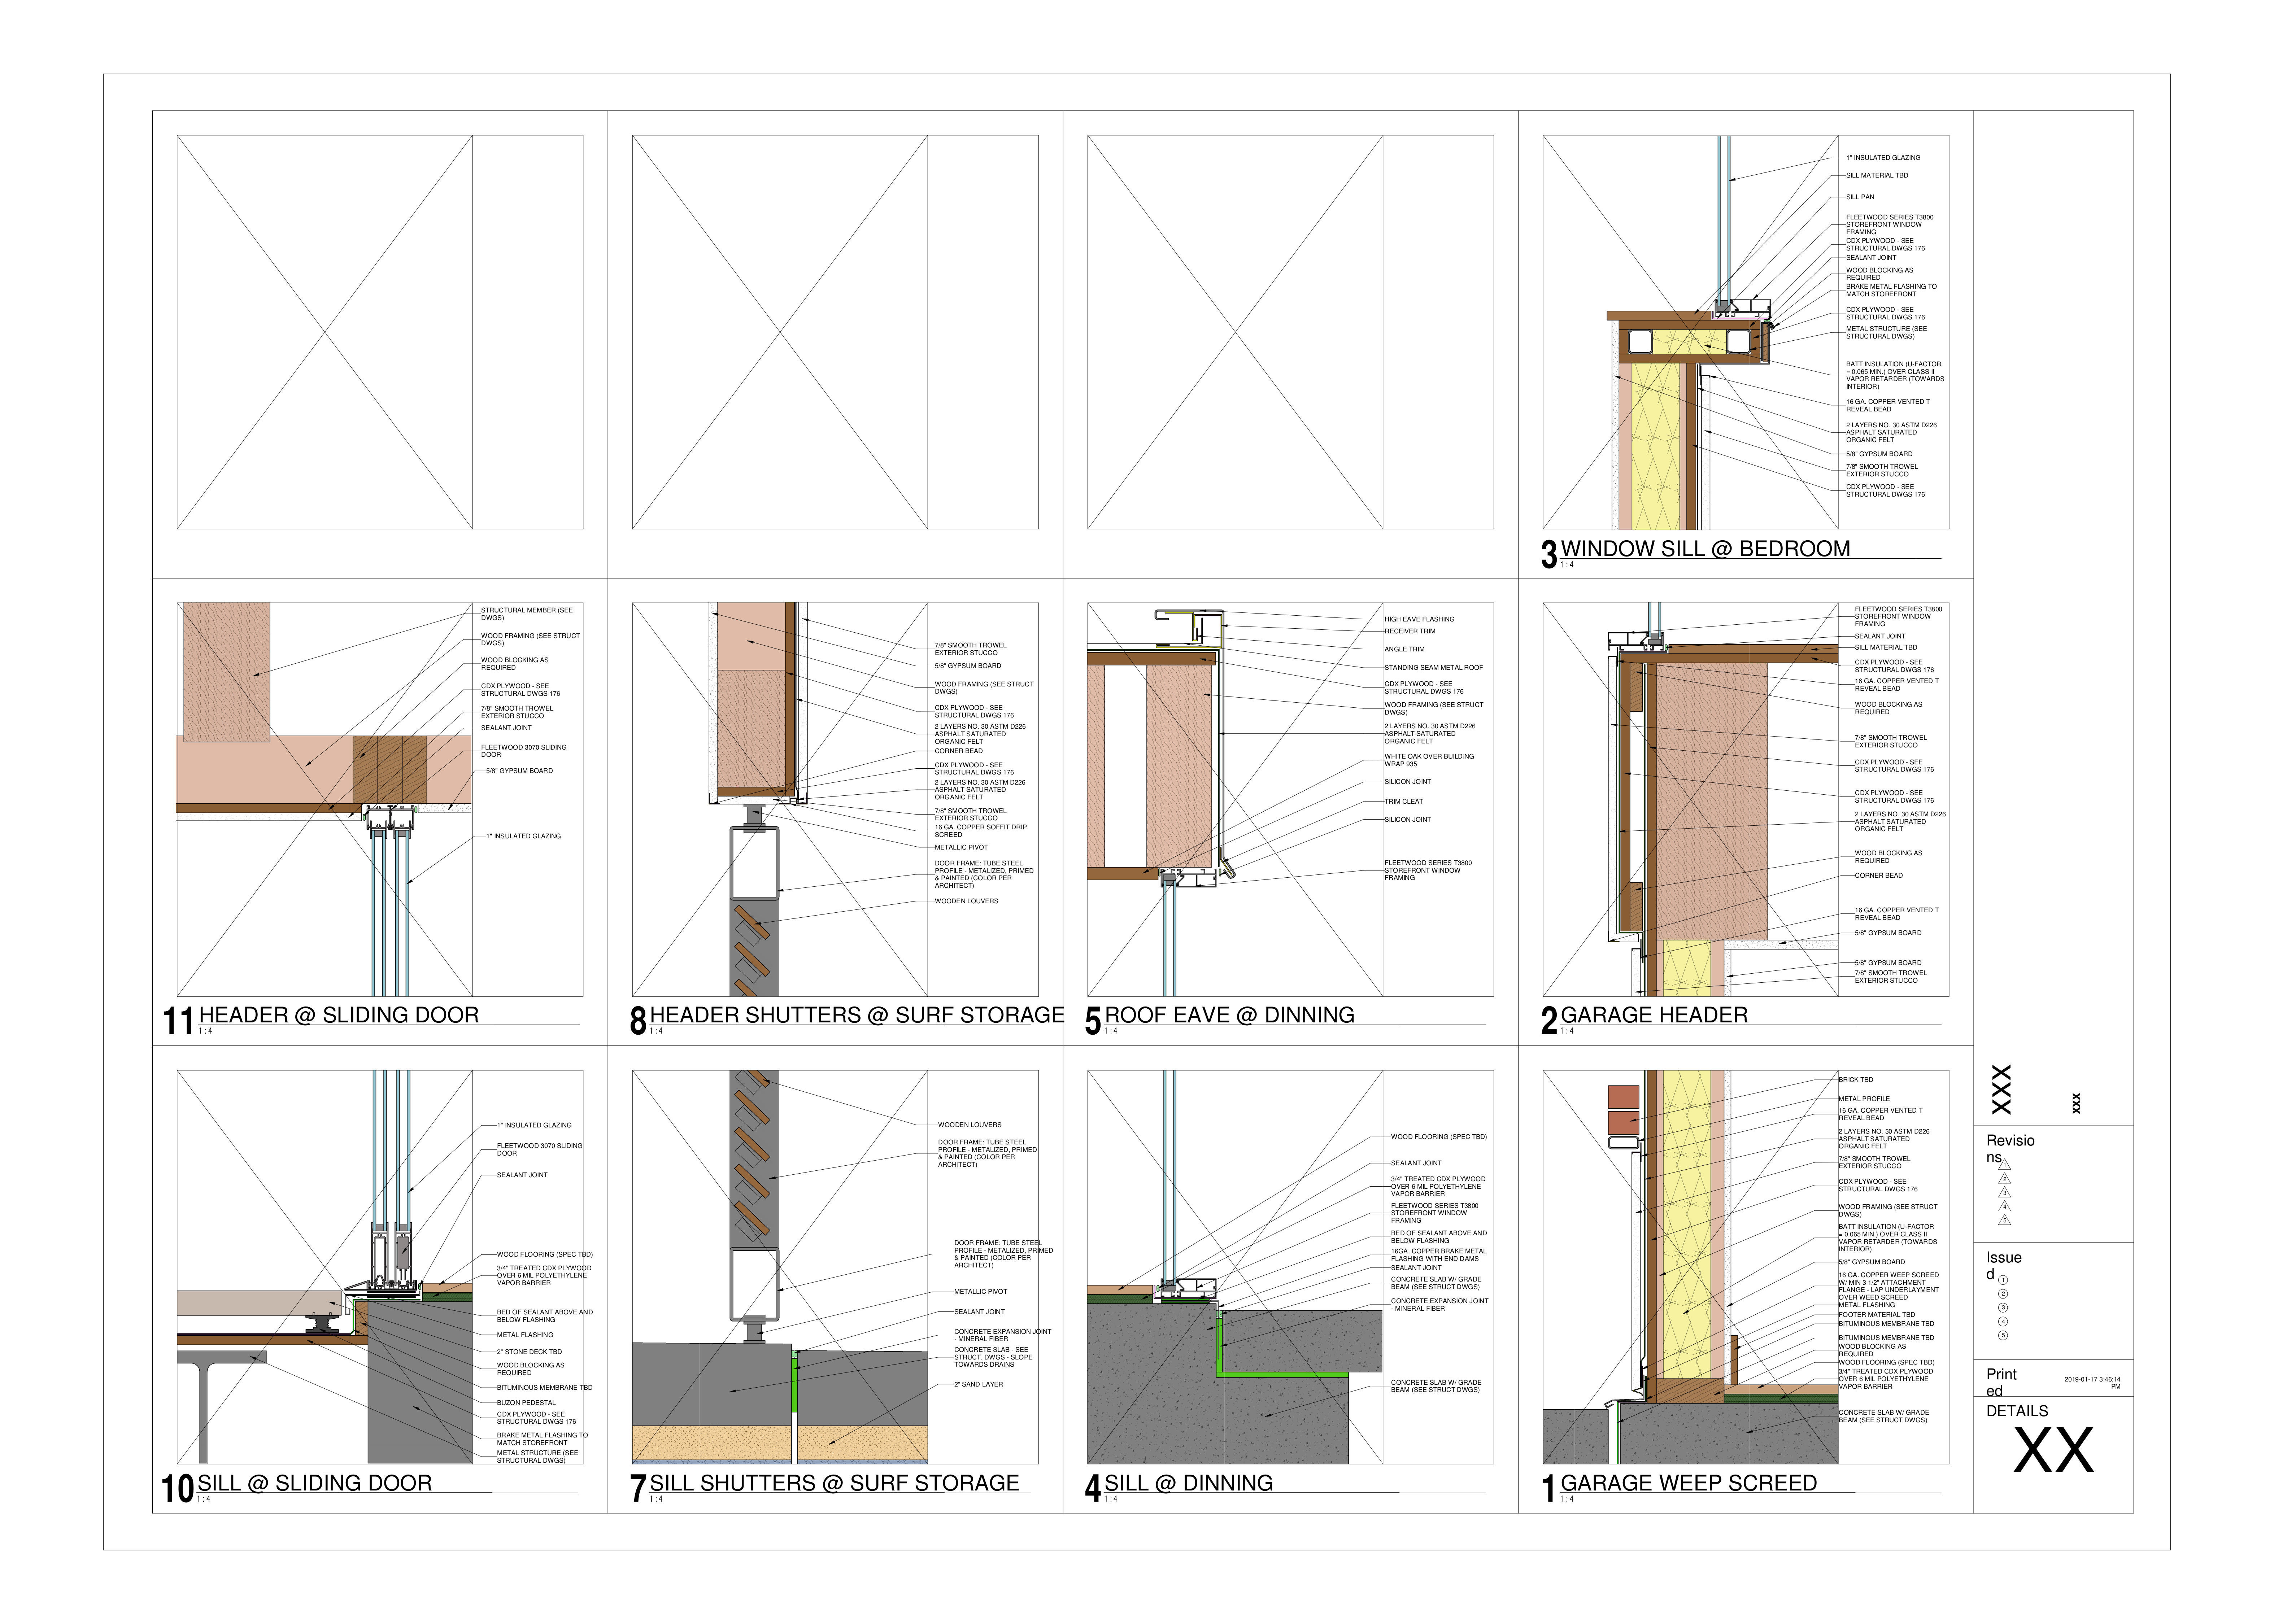 1" INSULATED GLAZING
SILL MATERIAL TBD
SILL PAN
FLEETWOOD SERIES T3800
STOREFRONT WINDOW
FRAMING
CDX PLYWOOD - SEE
STRUCTURAL DWGS 176
SEALANT JOINT
WOOD BLOCKING AS
REQUIRED
BRAKE METAL FLASHING TO
MATCH STOREFRONT
CDX PLYWOOD - SEE
STRUCTURAL DWGS 176
METAL STRUCTURE (SEE
STRUCTURAL DWGS)
BATT INSULATION (U-FACTOR
= 0.065 MIN.) OVER CLASS II
VAPOR RETARDER (TOWARDS
INTERIOR)
16 GA. COPPER VENTED T
REVEAL BEAD
2 LAYERS NO. 30 ASTM D226
ASPHALT SATURATED
ORGANIC FELT
5/8" GYPSUM BOARD
7/8" SMOOTH TROWEL
EXTERIOR STUCCO
CDX PLYWOOD - SEE
STRUCTURAL DWGS 176
3 WINDOW SILL @ BEDROOM
1 : 4
STRUCTURAL MEMBER (SEE
DWGS)
WOOD FRAMING (SEE STRUCT
DWGS)
WOOD BLOCKING AS
REQUIRED
CDX PLYWOOD - SEE
STRUCTURAL DWGS 176
7/8" SMOOTH TROWEL
EXTERIOR STUCCO
SEALANT JOINT
FLEETWOOD 3070 SLIDING
DOOR
5/8" GYPSUM BOARD
1" INSULATED GLAZING
11 HEADER @ SLIDING DOOR
1 : 4
7/8" SMOOTH TROWEL
EXTERIOR STUCCO
5/8" GYPSUM BOARD
WOOD FRAMING (SEE STRUCT
DWGS)
CDX PLYWOOD - SEE
STRUCTURAL DWGS 176
2 LAYERS NO. 30 ASTM D226
ASPHALT SATURATED
ORGANIC FELT
CORNER BEAD
CDX PLYWOOD - SEE
STRUCTURAL DWGS 176
2 LAYERS NO. 30 ASTM D226
ASPHALT SATURATED
ORGANIC FELT
7/8" SMOOTH TROWEL
EXTERIOR STUCCO
16 GA. COPPER SOFFIT DRIP
SCREED
METALLIC PIVOT
DOOR FRAME: TUBE STEEL
PROFILE - METALIZED, PRIMED
& PAINTED (COLOR PER
ARCHITECT)
WOODEN LOUVERS
8 HEADER SHUTTERS @ SURF STORAGE
1 : 4
HIGH EAVE FLASHING
RECEIVER TRIM
ANGLE TRIM
STANDING SEAM METAL ROOF
CDX PLYWOOD - SEE
STRUCTURAL DWGS 176
WOOD FRAMING (SEE STRUCT
DWGS)
2 LAYERS NO. 30 ASTM D226
ASPHALT SATURATED
ORGANIC FELT
WHITE OAK OVER BUILDING
WRAP 935
SILICON JOINT
TRIM CLEAT
SILICON JOINT
FLEETWOOD SERIES T3800
STOREFRONT WINDOW
FRAMING
5 ROOF EAVE @ DINNING
1 : 4
FLEETWOOD SERIES T3800
STOREFRONT WINDOW
FRAMING
SEALANT JOINT
SILL MATERIAL TBD
CDX PLYWOOD - SEE
STRUCTURAL DWGS 176
16 GA. COPPER VENTED T
REVEAL BEAD
WOOD BLOCKING AS
REQUIRED
7/8" SMOOTH TROWEL
EXTERIOR STUCCO
CDX PLYWOOD - SEE
STRUCTURAL DWGS 176
CDX PLYWOOD - SEE
STRUCTURAL DWGS 176
2 LAYERS NO. 30 ASTM D226
ASPHALT SATURATED
ORGANIC FELT
WOOD BLOCKING AS
REQUIRED
CORNER BEAD
16 GA. COPPER VENTED T
REVEAL BEAD
5/8" GYPSUM BOARD
5/8" GYPSUM BOARD
7/8" SMOOTH TROWEL
EXTERIOR STUCCO
2 GARAGE HEADER
1 : 4
1" INSULATED GLAZING
FLEETWOOD 3070 SLIDING
DOOR
SEALANT JOINT
WOOD FLOORING (SPEC TBD)
3/4" TREATED CDX PLYWOOD
OVER 6 MIL POLYETHYLENE
VAPOR BARRIER
BED OF SEALANT ABOVE AND
BELOW FLASHING
METAL FLASHING
2" STONE DECK TBD
WOOD BLOCKING AS
REQUIRED
BITUMINOUS MEMBRANE TBD
BUZON PEDESTAL
CDX PLYWOOD - SEE
STRUCTURAL DWGS 176
BRAKE METAL FLASHING TO
MATCH STOREFRONT
METAL STRUCTURE (SEE
STRUCTURAL DWGS)
10 SILL @ SLIDING DOOR
1 : 4
WOODEN LOUVERS
DOOR FRAME: TUBE STEEL
PROFILE - METALIZED, PRIMED
& PAINTED (COLOR PER
ARCHITECT)
DOOR FRAME: TUBE STEEL
PROFILE - METALIZED, PRIMED
& PAINTED (COLOR PER
ARCHITECT)
METALLIC PIVOT
SEALANT JOINT
CONCRETE EXPANSION JOINT
- MINERAL FIBER
CONCRETE SLAB - SEE
STRUCT. DWGS - SLOPE
TOWARDS DRAINS
2" SAND LAYER
7 SILL SHUTTERS @ SURF STORAGE
1 : 4
WOOD FLOORING (SPEC TBD)
SEALANT JOINT
3/4" TREATED CDX PLYWOOD
OVER 6 MIL POLYETHYLENE
VAPOR BARRIER
FLEETWOOD SERIES T3800
STOREFRONT WINDOW
FRAMING
BED OF SEALANT ABOVE AND
BELOW FLASHING
16GA. COPPER BRAKE METAL
FLASHING WITH END DAMS
SEALANT JOINT
CONCRETE SLAB W/ GRADE
BEAM (SEE STRUCT DWGS)
CONCRETE EXPANSION JOINT
- MINERAL FIBER
CONCRETE SLAB W/ GRADE
BEAM (SEE STRUCT DWGS)
4 SILL @ DINNING
1 : 4
BRICK TBD
METAL PROFILE
16 GA. COPPER VENTED T
REVEAL BEAD
2 LAYERS NO. 30 ASTM D226
ASPHALT SATURATED
ORGANIC FELT
7/8" SMOOTH TROWEL
EXTERIOR STUCCO
CDX PLYWOOD - SEE
STRUCTURAL DWGS 176
WOOD FRAMING (SEE STRUCT
DWGS)
BATT INSULATION (U-FACTOR
= 0.065 MIN.) OVER CLASS II
VAPOR RETARDER (TOWARDS
INTERIOR)
5/8" GYPSUM BOARD
16 GA. COPPER WEEP SCREED
W/ MIN 3 1/2" ATTACHMENT
FLANGE - LAP UNDERLAYMENT
OVER WEED SCREED
METAL FLASHING
FOOTER MATERIAL TBD
BITUMINOUS MEMBRANE TBD
BITUMINOUS MEMBRANE TBD
WOOD BLOCKING AS
REQUIRED
WOOD FLOORING (SPEC TBD)
3/4" TREATED CDX PLYWOOD
OVER 6 MIL POLYETHYLENE
VAPOR BARRIER
CONCRETE SLAB W/ GRADE
BEAM (SEE STRUCT DWGS)
1 GARAGE WEEP SCREED
1 : 4
XXX
XXX
Revisio
ns
1
2
3
4
5
Issue
d
1
2
3
4
5
Print
ed
2019-01-17 3:46:14
PM
DETAILS
XX